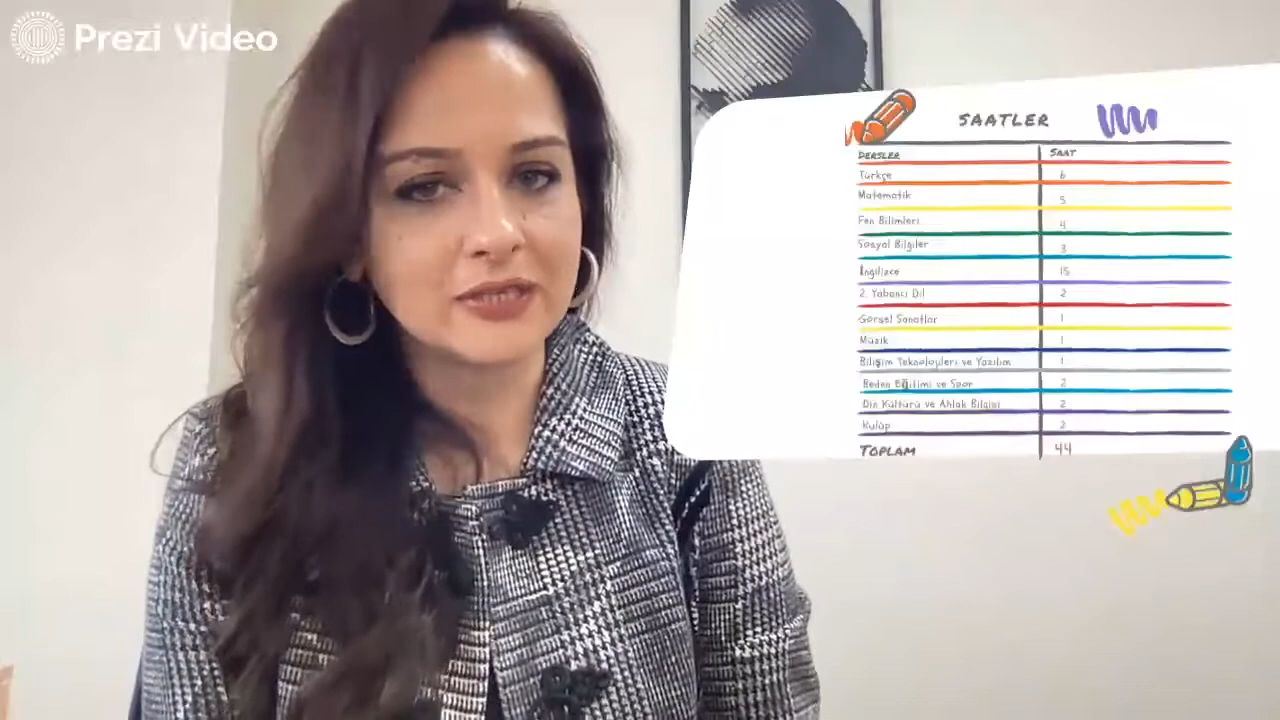 Prezi Video
SAATLER
DERSLER SAAT
Türkçe 6
Matematik 5
Fen Bilimleri 4
Sosyal Bilgiler 3
İngilizce 15
2. Yabancı Dil 2
Görsel Sanatlar 1
Müzik 1
Bilişim Teknolojileri ve Yazılım 1
Beden Eğitimi ve Spor 2
Din Kültürü ve Ahlak Bilgisi 2
Kulüp 2
TOPLAM 44